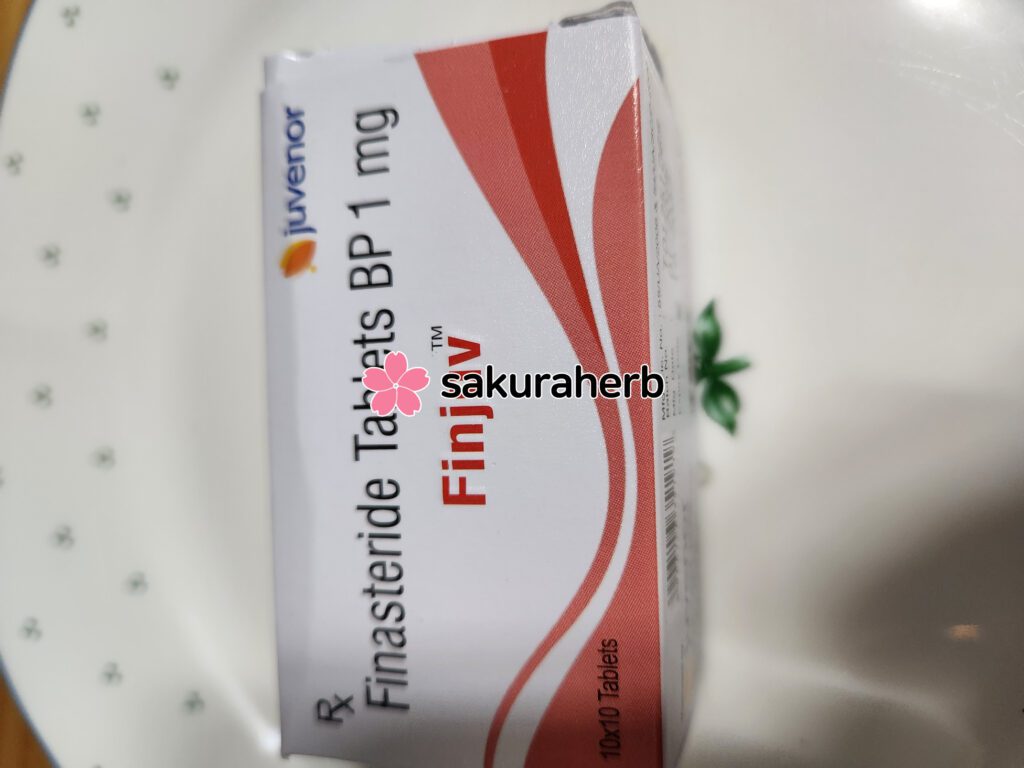 juvenor
Rx
Finasteride Tablets BP 1 mg
Finjuv™
sakuraherb
10x10 Tablets